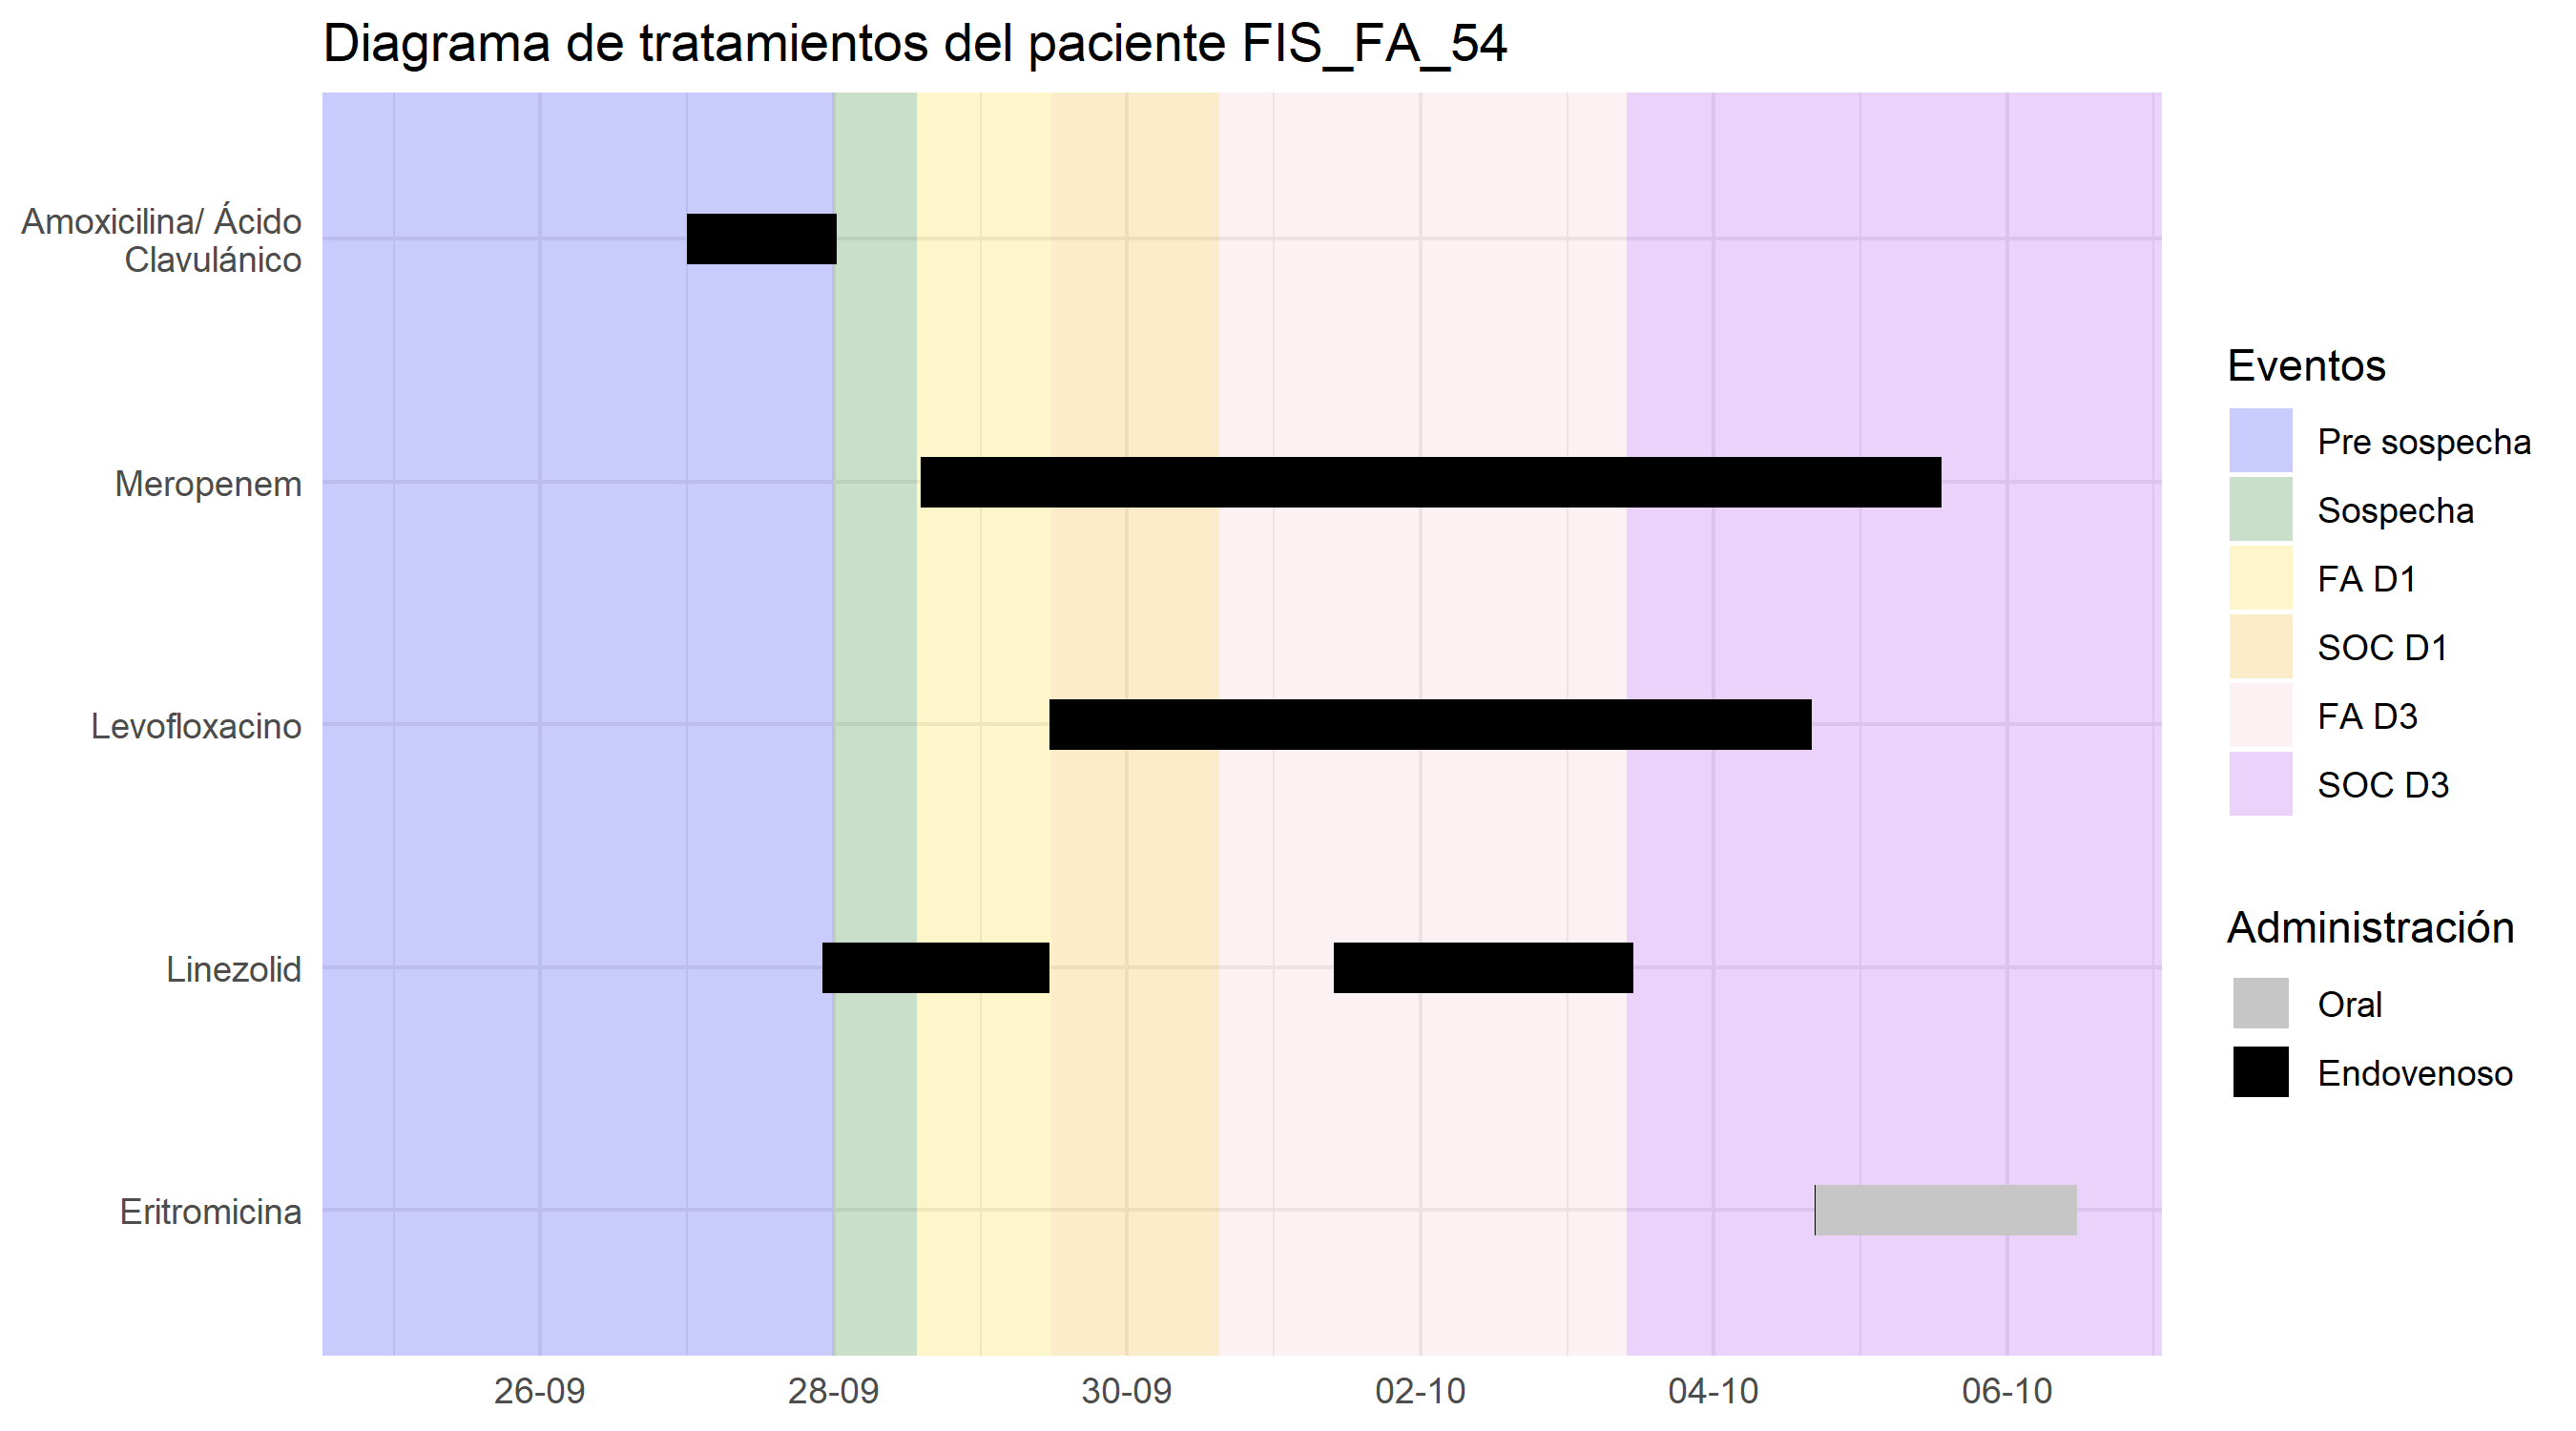 Diagrama de tratamientos del paciente FIS_FA_54
Amoxicilina/ Ácido
Clavulánico
Meropenem
Levofloxacino
Linezolid
Eritromicina
26-09
28-09
30-09
02-10
04-10
06-10
Eventos
Pre sospecha
Sospecha
FA D1
SOC D1
FA D3
SOC D3
Administración
Oral
Endovenoso